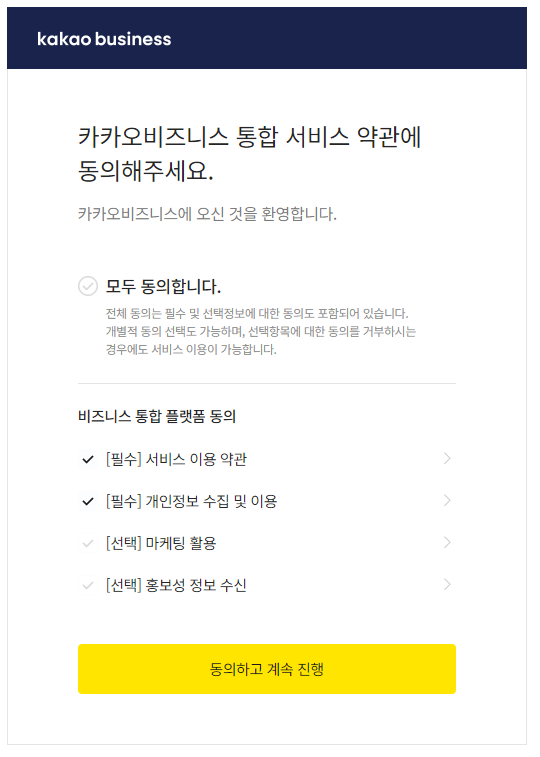 kakao business
카카오비즈니스 통합 서비스 약관에
동의해주세요.
카카오비즈니스에 오신 것을 환영합니다.
모두 동의합니다.
전체 동의는 필수 및 선택정보에 대한 동의도 포함되어 있습니다.
개별적 동의 선택도 가능하며, 선택항목에 대한 동의를 거부하시는
경우에도 서비스 이용이 가능합니다.
비즈니스 통합 플랫폼 동의
[필수] 서비스 이용 약관
[필수] 개인정보 수집 및 이용
[선택] 마케팅 활용
[선택] 홍보성 정보 수신
동의하고 계속 진행